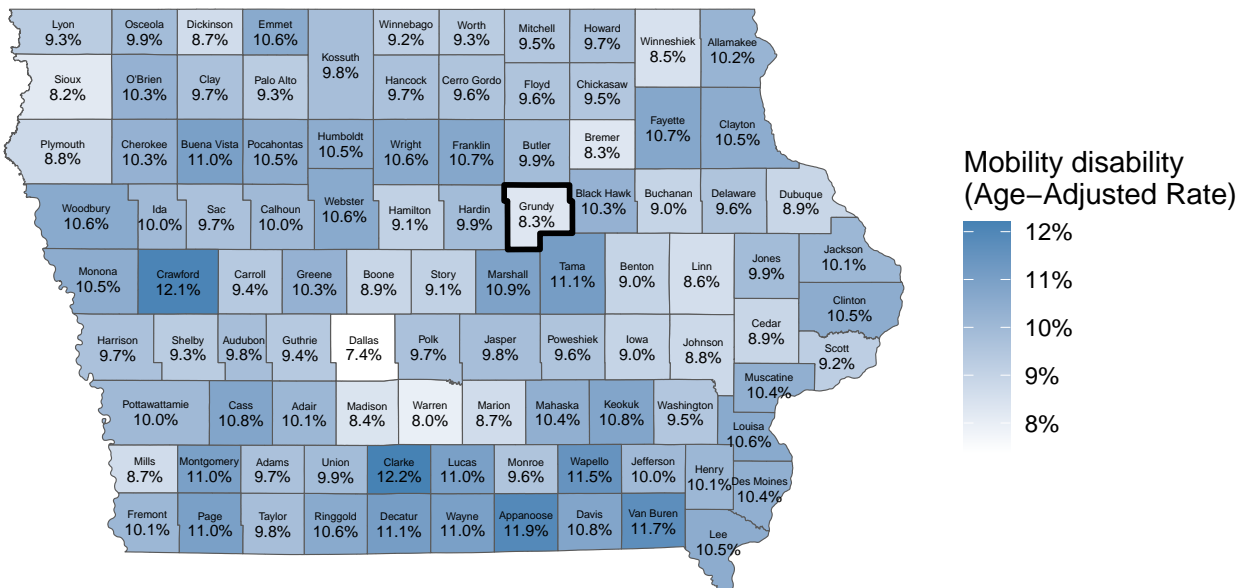 Lyon
9.3%
Osceola
9.9%
Dickinson
8.7%
Emmet
10.6%
Kossuth
9.8%
Winnebago
9.2%
Worth
9.3%
Mitchell
9.5%
Howard
9.7%
Winneshiek
8.5%
Allamakee
10.2%
Sioux
8.2%
O'Brien
10.3%
Clay
9.7%
Palo Alto
9.3%
Hancock
9.7%
Cerro Gordo
9.6%
Floyd
9.6%
Chickasaw
9.5%
Fayette
10.7%
Clayton
10.5%
Plymouth
8.8%
Cherokee
10.3%
Buena Vista
11.0%
Pocahontas
10.5%
Humboldt
10.5%
Wright
10.6%
Franklin
10.7%
Butler
9.9%
Bremer
8.3%
Woodbury
10.6%
Ida
10.0%
Sac
9.7%
Calhoun
10.0%
Webster
10.6%
Hamilton
9.1%
Hardin
9.9%
Grundy
8.3%
Black Hawk
10.3%
Buchanan
9.0%
Delaware
9.6%
Dubuque
8.9%
Monona
10.5%
Crawford
12.1%
Carroll
9.4%
Greene
10.3%
Boone
8.9%
Story
9.1%
Marshall
10.9%
Tama
11.1%
Benton
9.0%
Linn
8.6%
Jones
9.9%
Jackson
10.1%
Clinton
10.5%
Harrison
9.7%
Shelby
9.3%
Audubon
9.8%
Guthrie
9.4%
Dallas
7.4%
Polk
9.7%
Jasper
9.8%
Poweshiek
9.6%
Iowa
9.0%
Johnson
8.8%
Cedar
8.9%
Scott
9.2%
Muscatine
10.4%
Pottawattamie
10.0%
Cass
10.8%
Adair
10.1%
Madison
8.4%
Warren
8.0%
Marion
8.7%
Mahaska
10.4%
Keokuk
10.8%
Washington
9.5%
Louisa
10.6%
Mills
8.7%
Montgomery
11.0%
Adams
9.7%
Union
9.9%
Clarke
12.2%
Lucas
11.0%
Monroe
9.6%
Wapello
11.5%
Jefferson
10.0%
Henry
10.1%
Des Moines
10.4%
Fremont
10.1%
Page
11.0%
Taylor
9.8%
Ringgold
10.6%
Decatur
11.1%
Wayne
11.0%
Appanoose
11.9%
Davis
10.8%
Van Buren
11.7%
Lee
10.5%
Mobility disability
(Age−Adjusted Rate)
12%
11%
10%
9%
8%